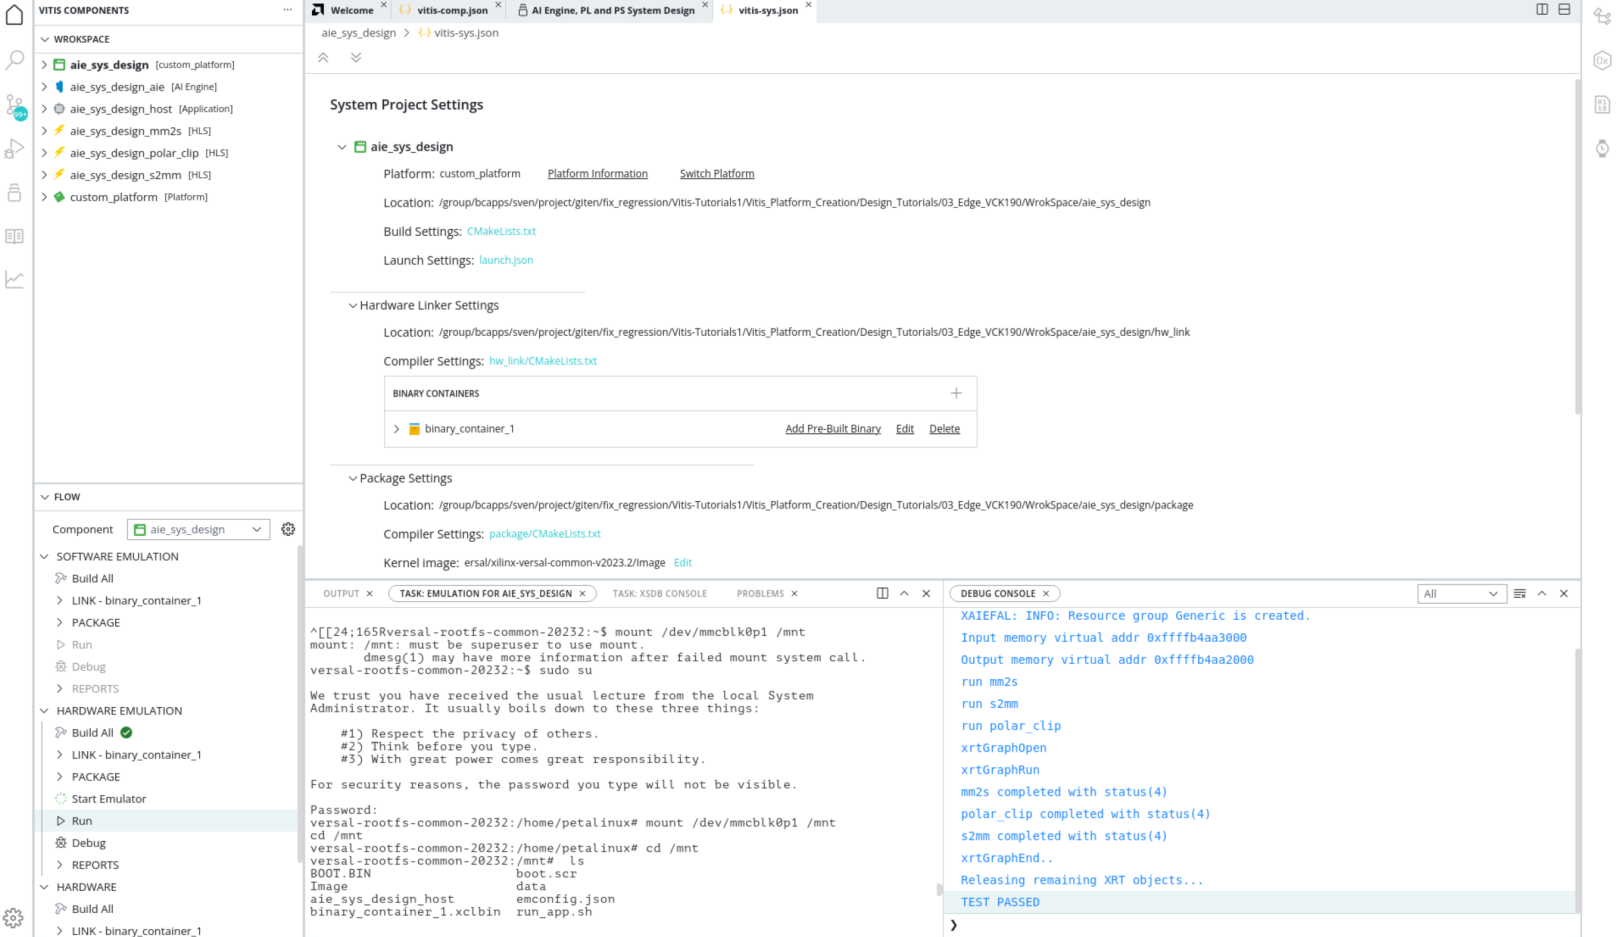 VITIS COMPONENTS ···
WROKSPACE
aie_sys_design [custom_platform]
aie_sys_design_aie [AI Engine]
aie_sys_design_host [Application]
aie_sys_design_mm2s [HLS]
aie_sys_design_polar_clip [HLS]
aie_sys_design_s2mm [HLS]
custom_platform [Platform]
99+
FLOW
Component aie_sys_design
SOFTWARE EMULATION
Build All
LINK - binary_container_1
PACKAGE
Run
Debug
REPORTS
HARDWARE EMULATION
Build All
LINK - binary_container_1
PACKAGE
Start Emulator
Run
Debug
REPORTS
HARDWARE
Build All
LINK - binary_container_1
Welcome × {} vitis-comp.json × AI Engine, PL and PS System Design × {} vitis-sys.json ×
aie_sys_design > {} vitis-sys.json
System Project Settings
aie_sys_design
Platform: custom_platform Platform Information Switch Platform
Location: /group/bcapps/sven/project/giten/fix_regression/Vitis-Tutorials1/Vitis_Platform_Creation/Design_Tutorials/03_Edge_VCK190/WrokSpace/aie_sys_design
Build Settings: CMakeLists.txt
Launch Settings: launch.json
Hardware Linker Settings
Location: /group/bcapps/sven/project/giten/fix_regression/Vitis-Tutorials1/Vitis_Platform_Creation/Design_Tutorials/03_Edge_VCK190/WrokSpace/aie_sys_design/hw_link
Compiler Settings: hw_link/CMakeLists.txt
BINARY CONTAINERS +
binary_container_1 Add Pre-Built Binary Edit Delete
Package Settings
Location: /group/bcapps/sven/project/giten/fix_regression/Vitis-Tutorials1/Vitis_Platform_Creation/Design_Tutorials/03_Edge_VCK190/WrokSpace/aie_sys_design/package
Compiler Settings: package/CMakeLists.txt
Kernel image: ersal/xilinx-versal-common-v2023.2/Image Edit
OUTPUT × TASK: EMULATION FOR AIE_SYS_DESIGN × TASK: XSDB CONSOLE PROBLEMS ×
^[[24;165Rversal-rootfs-common-20232:~$ mount /dev/mmcblk0p1 /mnt
mount: /mnt: must be superuser to use mount.
dmesg(1) may have more information after failed mount system call.
versal-rootfs-common-20232:~$ sudo su
We trust you have received the usual lecture from the local System
Administrator. It usually boils down to these three things:
#1) Respect the privacy of others.
#2) Think before you type.
#3) With great power comes great responsibility.
For security reasons, the password you type will not be visible.
Password:
versal-rootfs-common-20232:/home/petalinux# mount /dev/mmcblk0p1 /mnt
cd /mnt
versal-rootfs-common-20232:/home/petalinux# cd /mnt
versal-rootfs-common-20232:/mnt# ls
BOOT.BIN boot.scr
Image data
aie_sys_design_host emconfig.json
binary_container_1.xclbin run_app.sh
DEBUG CONSOLE × All
XAIEFAL: INFO: Resource group Generic is created.
Input memory virtual addr 0xffffb4aa3000
Output memory virtual addr 0xffffb4aa2000
run mm2s
run s2mm
run polar_clip
xrtGraphOpen
xrtGraphRun
mm2s completed with status(4)
polar_clip completed with status(4)
s2mm completed with status(4)
xrtGraphEnd..
Releasing remaining XRT objects...
TEST PASSED
❯
0x
01
10